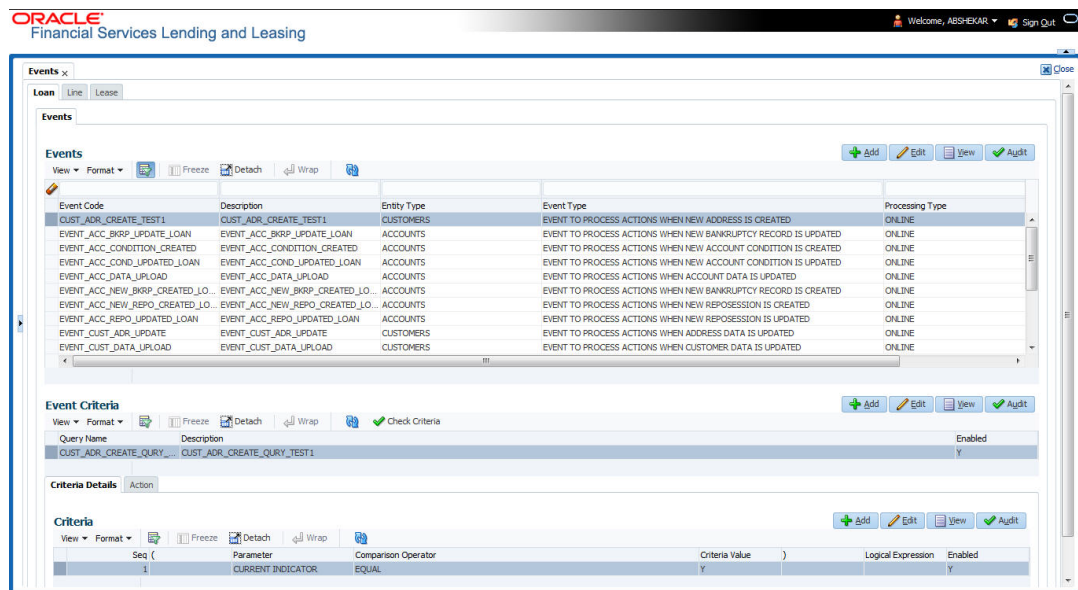 ORACLE®
Welcome, ABSHEKAR Sign Out
Financial Services Lending and Leasing
Events Close
Loan Line Lease
Events
Events Add Edit View Audit
View Format Freeze Detach Wrap
Event Code Description Entity Type Event Type Processing Type
CUST_ADR_CREATE_TEST1 CUST_ADR_CREATE_TEST1 CUSTOMERS EVENT TO PROCESS ACTIONS WHEN NEW ADDRESS IS CREATED ONLINE
EVENT_ACC_BKRP_UPDATE_LOAN EVENT_ACC_BKRP_UPDATE_LOAN ACCOUNTS EVENT TO PROCESS ACTIONS WHEN NEW BANKRUPTCY RECORD IS UPDATED ONLINE
EVENT_ACC_CONDITION_CREATED EVENT_ACC_CONDITION_CREATED ACCOUNTS EVENT TO PROCESS ACTIONS WHEN NEW ACCOUNT CONDITION IS CREATED ONLINE
EVENT_ACC_COND_UPDATED_LOAN EVENT_ACC_COND_UPDATED_LOAN ACCOUNTS EVENT TO PROCESS ACTIONS WHEN NEW ACCOUNT CONDITION IS UPDATED ONLINE
EVENT_ACC_DATA_UPLOAD EVENT_ACC_DATA_UPLOAD ACCOUNTS EVENT TO PROCESS ACTIONS WHEN ACCOUNT DATA IS UPDATED ONLINE
EVENT_ACC_NEW_BKRP_CREATED_LO... EVENT_ACC_NEW_BKRP_CREATED_LO... ACCOUNTS EVENT TO PROCESS ACTIONS WHEN NEW BANKRUPTCY RECORD IS CREATED ONLINE
EVENT_ACC_NEW_REPO_CREATED_LO... EVENT_ACC_NEW_REPO_CREATED_LO... ACCOUNTS EVENT TO PROCESS ACTIONS WHEN NEW REPOSESSION IS CREATED ONLINE
EVENT_ACC_REPO_UPDATED_LOAN EVENT_ACC_REPO_UPDATED_LOAN ACCOUNTS EVENT TO PROCESS ACTIONS WHEN NEW REPOSESSION IS UPDATED ONLINE
EVENT_CUST_ADR_UPDATE EVENT_CUST_ADR_UPDATE CUSTOMERS EVENT TO PROCESS ACTIONS WHEN ADDRESS DATA IS UPDATED ONLINE
EVENT_CUST_DATA_UPLOAD EVENT_CUST_DATA_UPLOAD CUSTOMERS EVENT TO PROCESS ACTIONS WHEN CUSTOMER DATA IS UPDATED ONLINE
Event Criteria Add Edit View Audit
View Format Freeze Detach Wrap Check Criteria
Query Name Description Enabled
CUST_ADR_CREATE_QURY_... CUST_ADR_CREATE_QURY_TEST1 Y
Criteria Details Action
Criteria Add Edit View Audit
View Format Freeze Detach Wrap
Seq ( Parameter Comparison Operator Criteria Value ) Logical Expression Enabled
1 CURRENT INDICATOR EQUAL Y Y